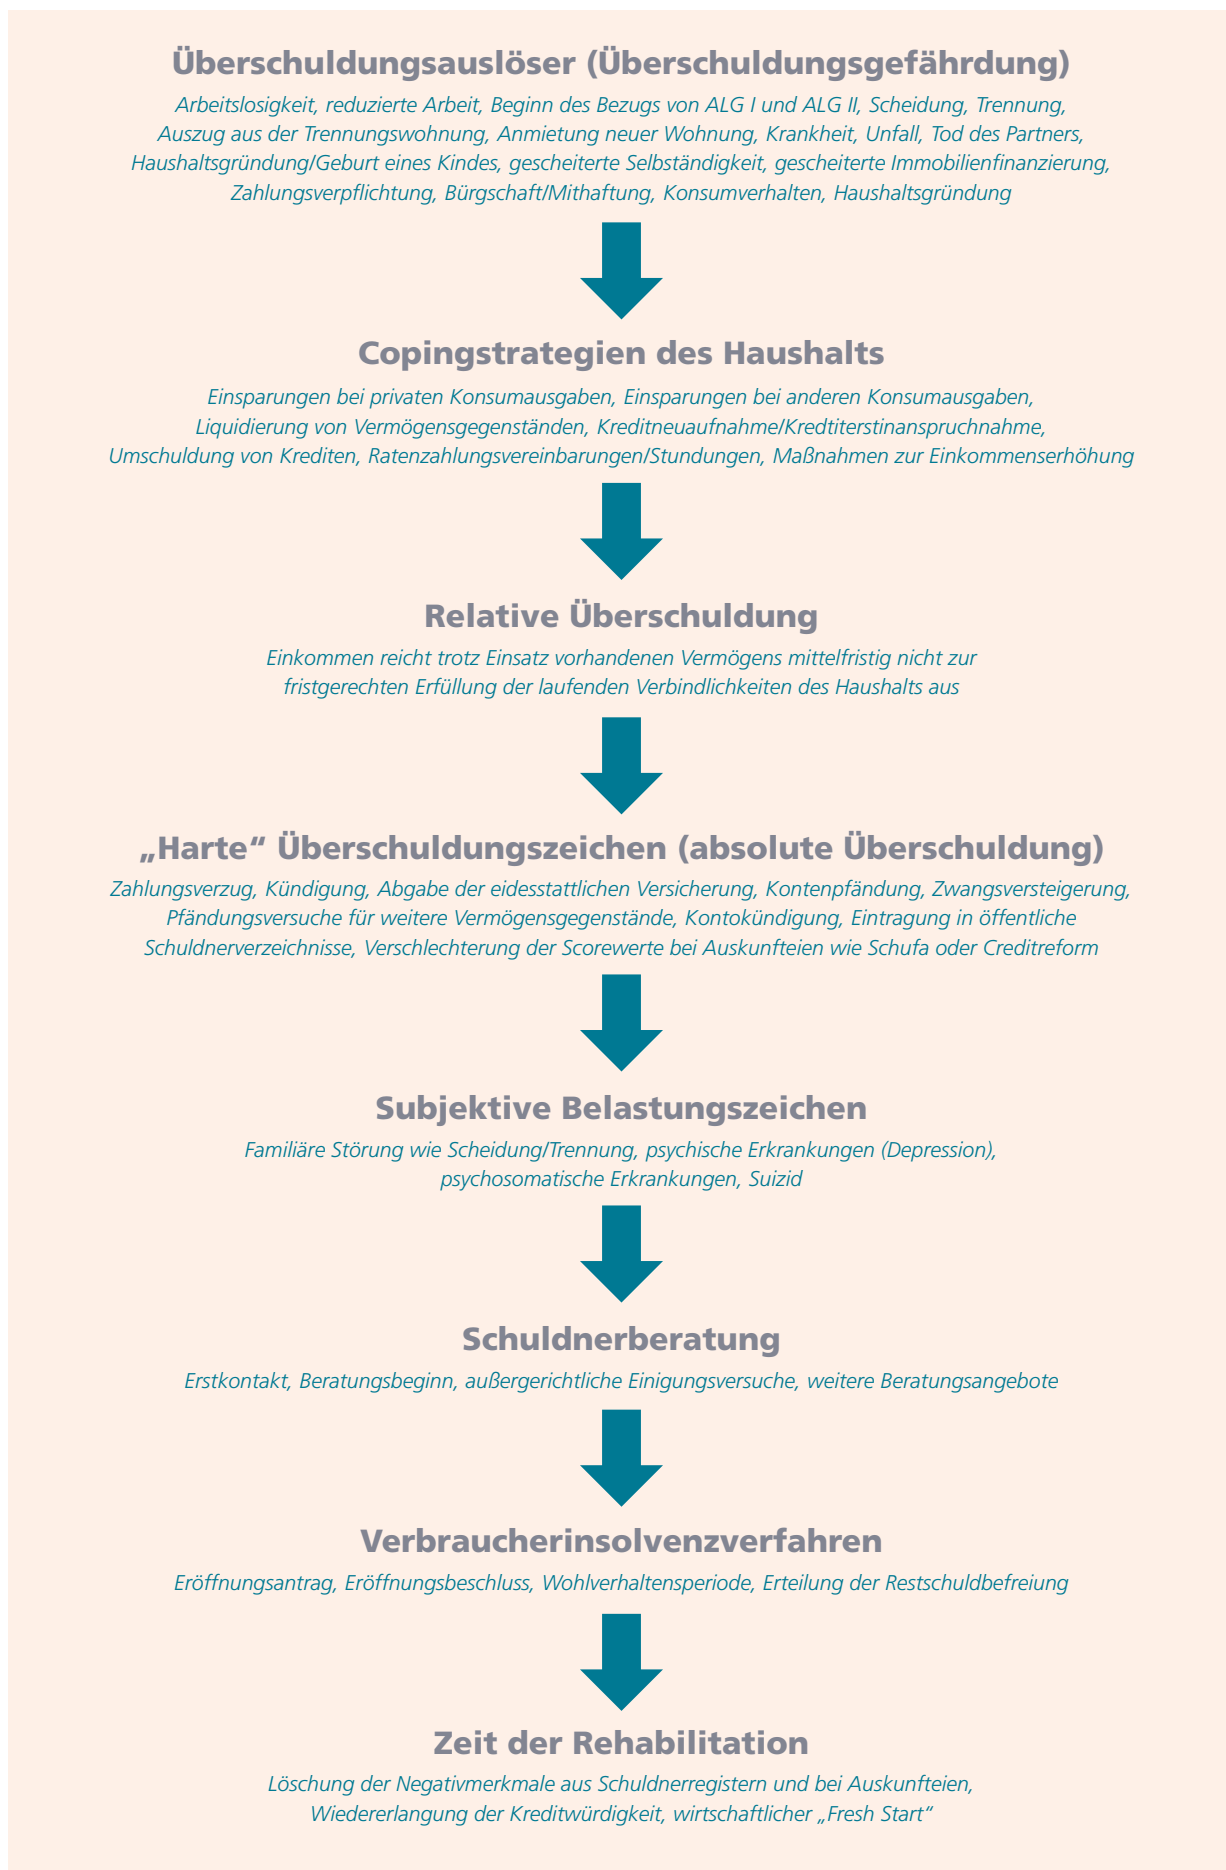 Überschuldungsauslöser (Überschuldungsgefährdung)
Arbeitslosigkeit, reduzierte Arbeit, Beginn des Bezugs von ALG I und ALG II, Scheidung, Trennung,
Auszug aus der Trennungswohnung, Anmietung neuer Wohnung, Krankheit, Unfall, Tod des Partners,
Haushaltsgründung/Geburt eines Kindes, gescheiterte Selbständigkeit, gescheiterte Immobilienfinanzierung,
Zahlungsverpflichtung, Bürgschaft/Mithaftung, Konsumverhalten, Haushaltsgründung
Copingstrategien des Haushalts
Einsparungen bei privaten Konsumausgaben, Einsparungen bei anderen Konsumausgaben,
Liquidierung von Vermögensgegenständen, Kreditneuaufnahme/Kredtiterstinanspruchnahme,
Umschuldung von Krediten, Ratenzahlungsvereinbarungen/Stundungen, Maßnahmen zur Einkommenserhöhung
Relative Überschuldung
Einkommen reicht trotz Einsatz vorhandenen Vermögens mittelfristig nicht zur
fristgerechten Erfüllung der laufenden Verbindlichkeiten des Haushalts aus
„Harte“ Überschuldungszeichen (absolute Überschuldung)
Zahlungsverzug, Kündigung, Abgabe der eidesstattlichen Versicherung, Kontenpfändung, Zwangsversteigerung,
Pfändungsversuche für weitere Vermögensgegenstände, Kontokündigung, Eintragung in öffentliche
Schuldnerverzeichnisse, Verschlechterung der Scorewerte bei Auskunfteien wie Schufa oder Creditreform
Subjektive Belastungszeichen
Familiäre Störung wie Scheidung/Trennung, psychische Erkrankungen (Depression),
psychosomatische Erkrankungen, Suizid
Schuldnerberatung
Erstkontakt, Beratungsbeginn, außergerichtliche Einigungsversuche, weitere Beratungsangebote
Verbraucherinsolvenzverfahren
Eröffnungsantrag, Eröffnungsbeschluss, Wohlverhaltensperiode, Erteilung der Restschuldbefreiung
Zeit der Rehabilitation
Löschung der Negativmerkmale aus Schuldnerregistern und bei Auskunfteien,
Wiedererlangung der Kreditwürdigkeit, wirtschaftlicher „Fresh Start“